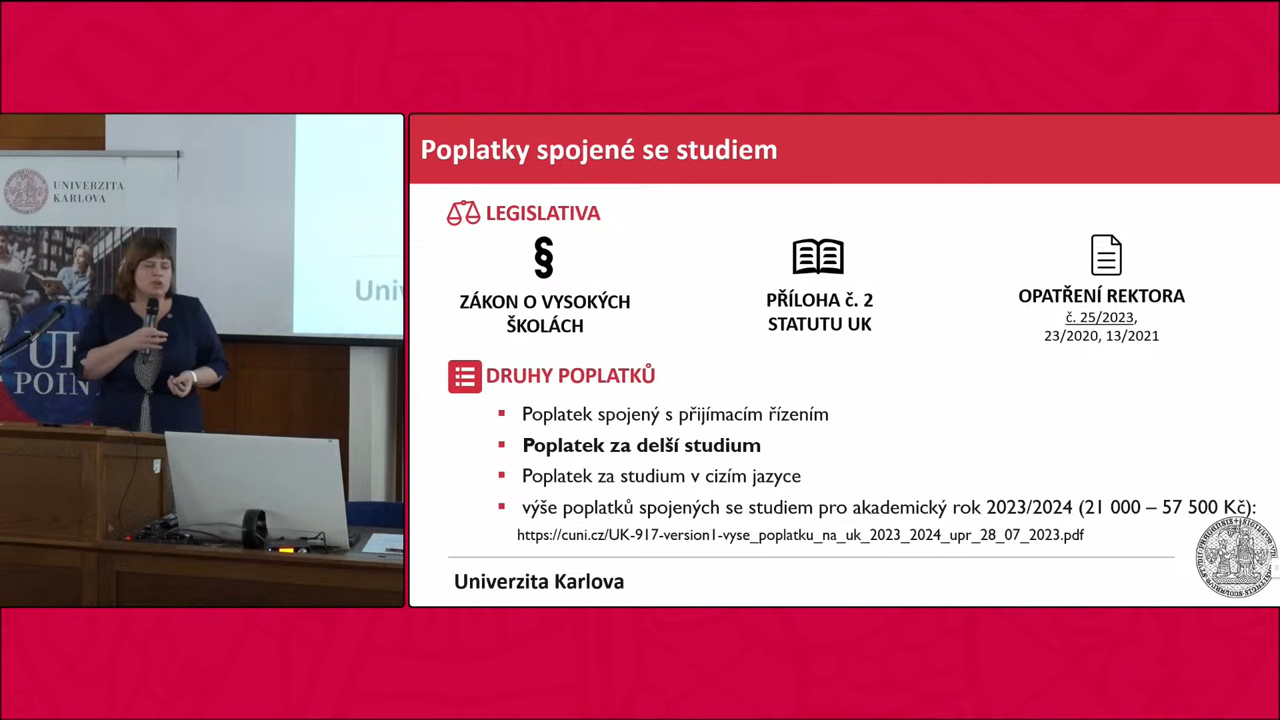 UNIVERZITA
KARLOVA
POINT
Poplatky spojené se studiem
LEGISLATIVA
§
ZÁKON O VYSOKÝCH
ŠKOLÁCH
PŘÍLOHA č. 2
STATUTU UK
OPATŘENÍ REKTORA
č. 25/2023,
23/2020, 13/2021
DRUHY POPLATKŮ
Poplatek spojený s přijímacím řízením
Poplatek za delší studium
Poplatek za studium v cizím jazyce
výše poplatků spojených se studiem pro akademický rok 2023/2024 (21 000 – 57 500 Kč):
https://cuni.cz/UK-917-version1-vyse_poplatku_na_uk_2023_2024_upr_28_07_2023.pdf
Univerzita Karlova